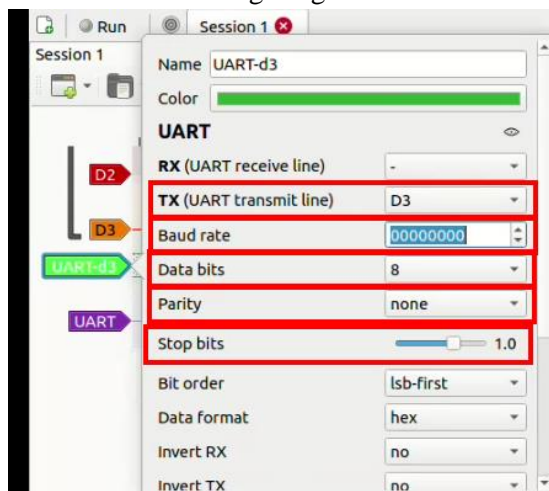 Run
Session 1
Session 1
Name UART-d3
Color
UART
RX (UART receive line) -
D2
TX (UART transmit line) D3
D3
Baud rate 00000000
UART-d3
Data bits 8
Parity none
UART
Stop bits 1.0
Bit order lsb-first
Data format hex
Invert RX no
Invert TX no